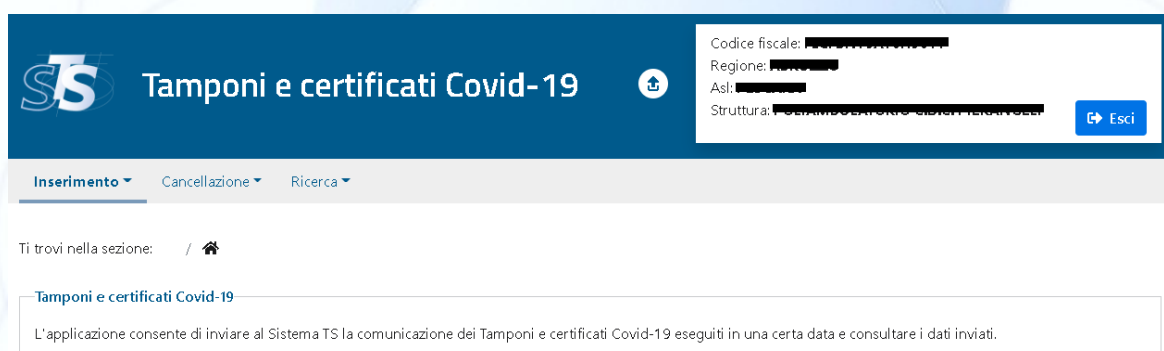 STS
Tamponi e certificati Covid-19
Codice fiscale:
Regione:
Asl:
Struttura:
Esci
Inserimento
Cancellazione
Ricerca
Ti trovi nella sezione: /
Tamponi e certificati Covid-19
L'applicazione consente di inviare al Sistema TS la comunicazione dei Tamponi e certificati Covid-19 eseguiti in una certa data e consultare i dati inviati.